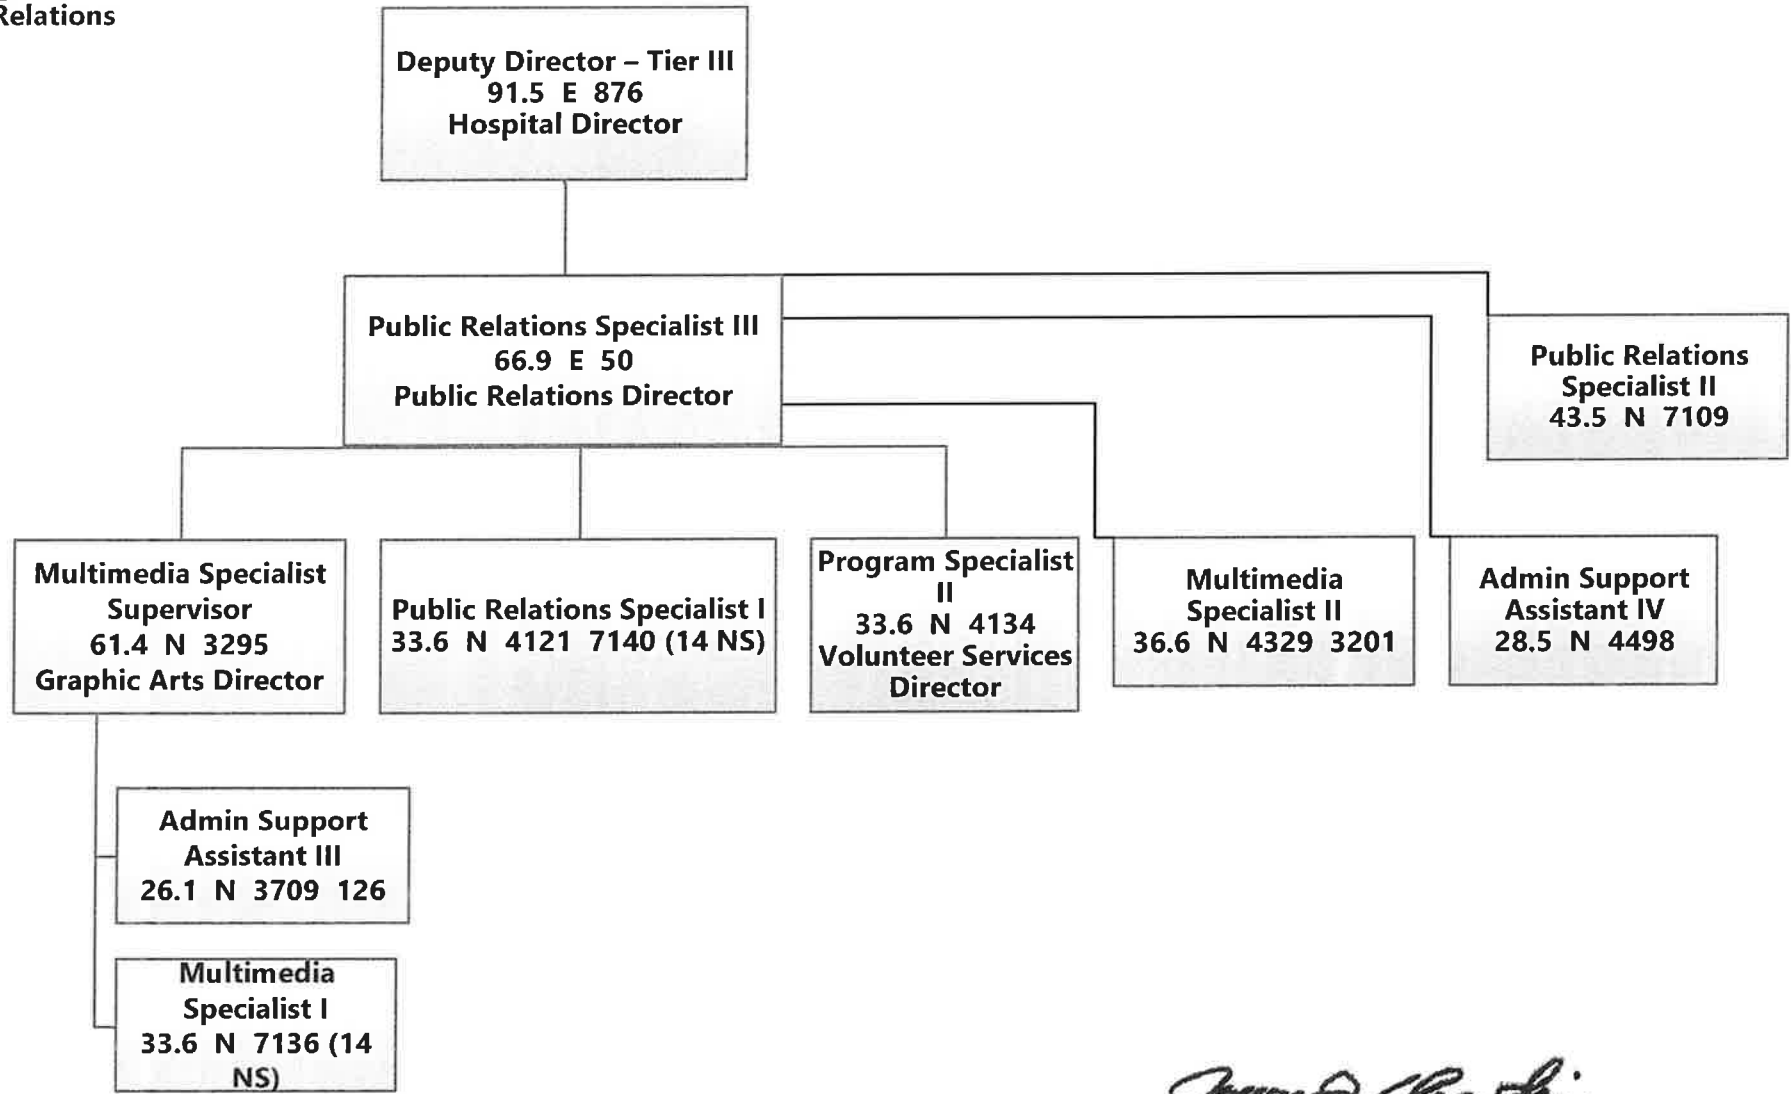 Relations
Deputy Director – Tier III
91.5 E 876
Hospital Director
Public Relations Specialist III
66.9 E 50
Public Relations Director
Public Relations
Specialist II
43.5 N 7109
Multimedia Specialist
Supervisor
61.4 N 3295
Graphic Arts Director
Public Relations Specialist I
33.6 N 4121 7140 (14 NS)
Program Specialist
II
33.6 N 4134
Volunteer Services
Director
Multimedia
Specialist II
36.6 N 4329 3201
Admin Support
Assistant IV
28.5 N 4498
Admin Support
Assistant III
26.1 N 3709 126
Multimedia
Specialist I
33.6 N 7136 (14
NS)